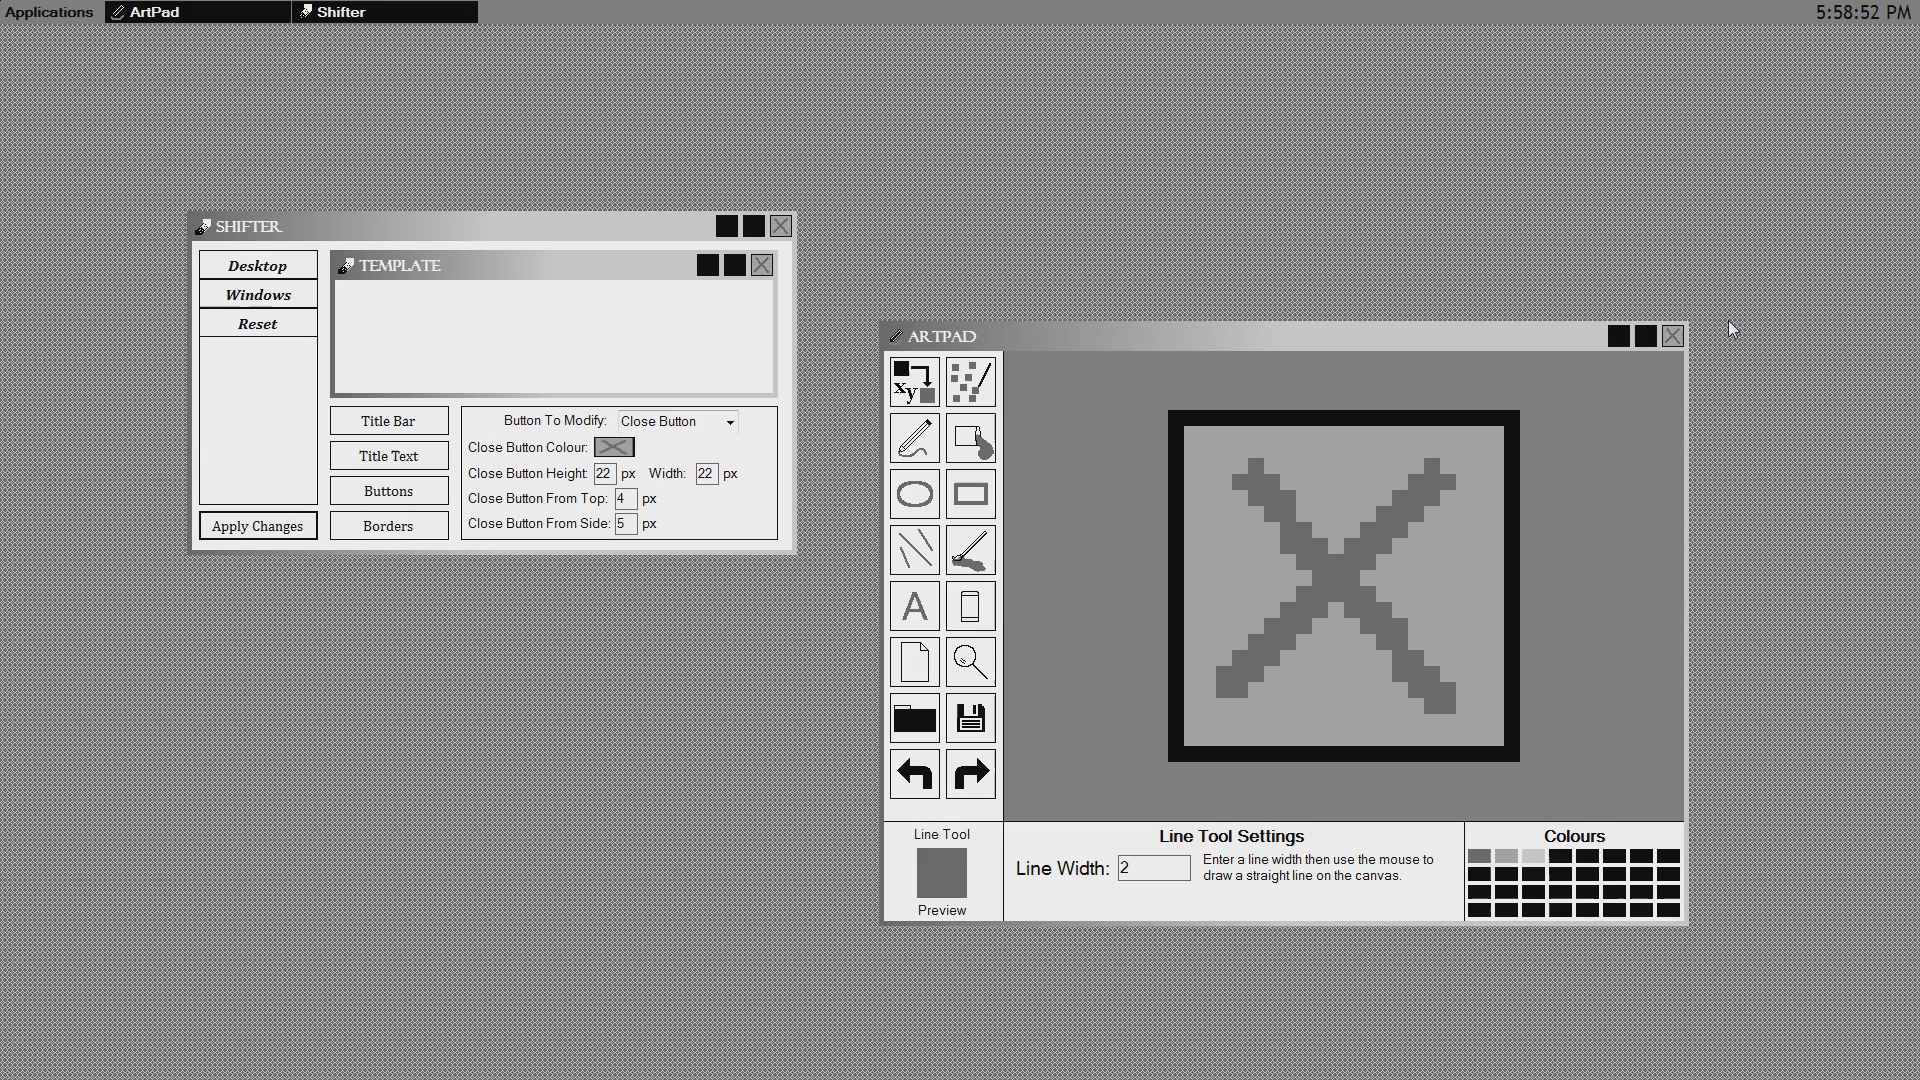 Applications ArtPad Shifter 5:58:52 PM
SHIFTER
Desktop
Windows
Reset
Apply Changes
TEMPLATE
Title Bar
Title Text
Buttons
Borders
Button To Modify: Close Button
Close Button Colour:
Close Button Height: 22 px Width: 22 px
Close Button From Top: 4 px
Close Button From Side: 5 px
ARTPAD
xy
A
Line Tool
Preview
Line Tool Settings
Line Width: 2
Enter a line width then use the mouse to
draw a straight line on the canvas.
Colours